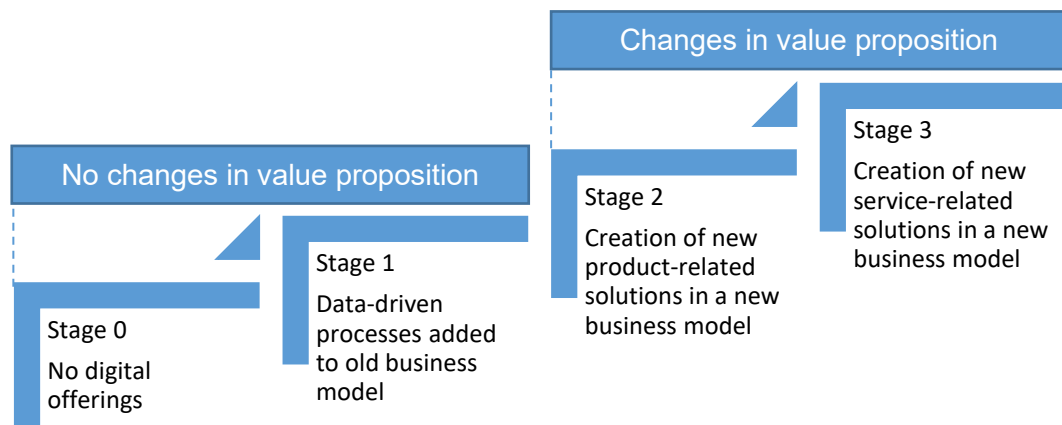 Changes in value proposition
Stage 3
Creation of new
service-related
solutions in a new
business model
Stage 2
Creation of new
product-related
solutions in a new
business model
No changes in value proposition
Stage 1
Data-driven
processes added
to old business
model
Stage 0
No digital
offerings